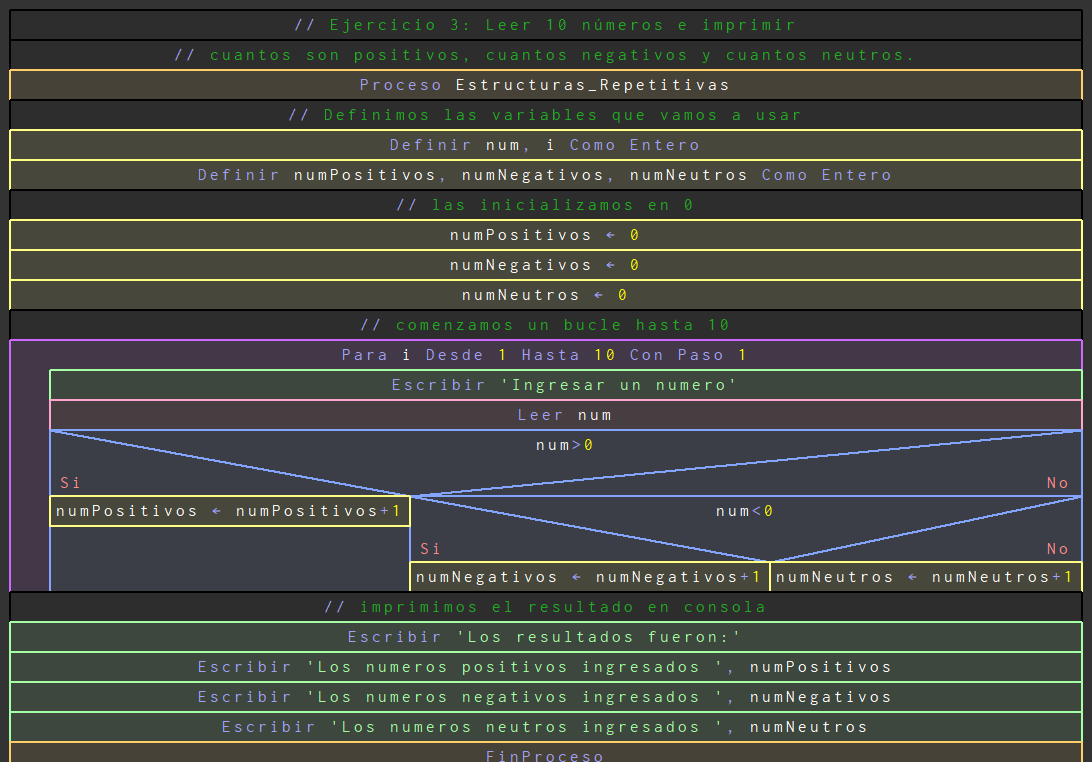 // Ejercicio 3: Leer 10 números e imprimir
// cuantos son positivos, cuantos negativos y cuantos neutros.
Proceso Estructuras_Repetitivas
// Definimos las variables que vamos a usar
Definir num, i Como Entero
Definir numPositivos, numNegativos, numNeutros Como Entero
// las inicializamos en 0
numPositivos ← 0
numNegativos ← 0
numNeutros ← 0
// comenzamos un bucle hasta 10
Para i Desde 1 Hasta 10 Con Paso 1
Escribir 'Ingresar un numero'
Leer num
num>0
Si No
numPositivos ← numPositivos+1 num<0
Si No
numNegativos ← numNegativos+1 numNeutros ← numNeutros+1
// imprimimos el resultado en consola
Escribir 'Los resultados fueron:'
Escribir 'Los numeros positivos ingresados ', numPositivos
Escribir 'Los numeros negativos ingresados ', numNegativos
Escribir 'Los numeros neutros ingresados ', numNeutros
FinProceso